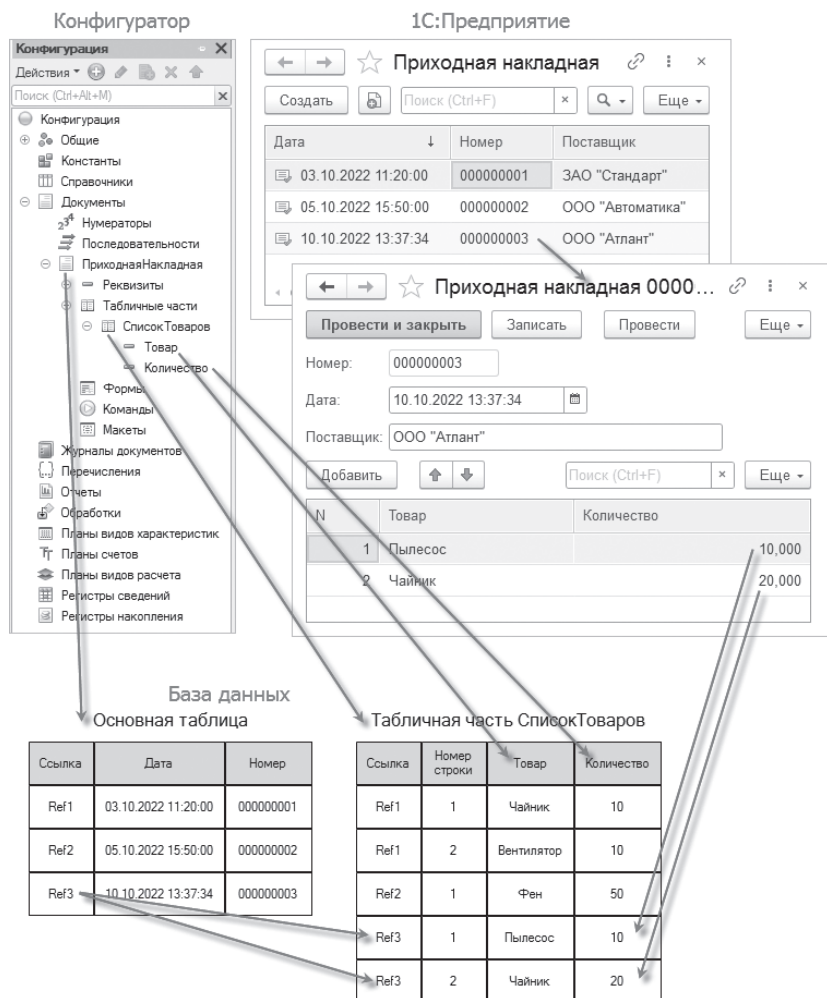 Конфигуратор
1С:Предприятие
Конфигурация
Действия
Поиск (Ctrl+Alt+M)
Конфигурация
Общие
Константы
Справочники
Документы
Нумераторы
Последовательности
ПриходнаяНакладная
Реквизиты
Табличные части
СписокТоваров
Товар
Количество
Формы
Команды
Макеты
Журналы документов
Перечисления
Отчеты
Обработки
Планы видов характеристик
Планы счетов
Планы видов расчета
Регистры сведений
Регистры накопления
Приходная накладная
Создать Поиск (Ctrl+F) × Еще
Дата ↓ Номер Поставщик
03.10.2022 11:20:00 000000001 ЗАО "Стандарт"
05.10.2022 15:50:00 000000002 ООО "Автоматика"
10.10.2022 13:37:34 000000003 ООО "Атлант"
Приходная накладная 0000...
Провести и закрыть Записать Провести Еще
Номер: 000000003
Дата: 10.10.2022 13:37:34
Поставщик: ООО "Атлант"
Добавить Поиск (Ctrl+F) × Еще
N Товар Количество
1 Пылесос 10,000
2 Чайник 20,000
База данных
Основная таблица
Ссылка Дата Номер
Ref1 03.10.2022 11:20:00 000000001
Ref2 05.10.2022 15:50:00 000000002
Ref3 10.10.2022 13:37:34 000000003
Табличная часть СписокТоваров
Ссылка Номер строки Товар Количество
Ref1 1 Чайник 10
Ref1 2 Вентилятор 10
Ref2 1 Фен 50
Ref3 1 Пылесос 10
Ref3 2 Чайник 20